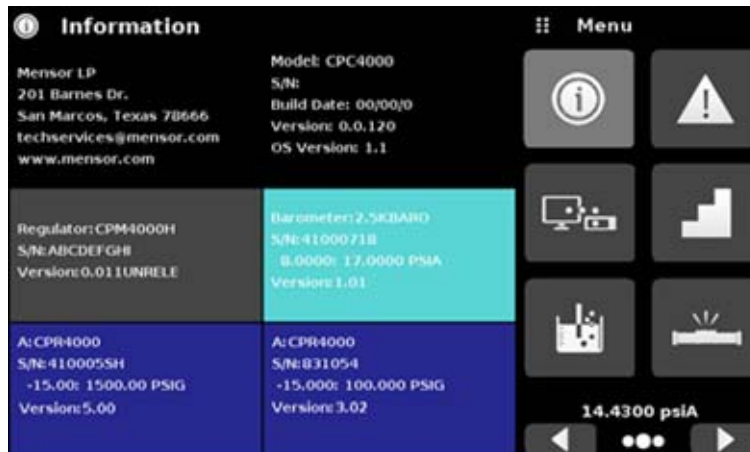 Information
Mensor LP
201 Barnes Dr.
San Marcos, Texas 78666
techservices@mensor.com
www.mensor.com
Model: CPC4000
S/N:
Build Date: 00/00/0
Version: 0.0.120
OS Version: 1.1
Regulator:CPM4000H
S/N:ABCDEFGHI
Version:0.011UNRELE
Barometer:2.5KBARO
S/N:41000718
8.0000: 17.0000 PSIA
Version:1.01
A:CPR4000
S/N:410005SH
-15.00: 1500.00 PSIG
Version:5.00
A:CPR4000
S/N:831054
-15.000: 100.000 PSIG
Version:3.02
Menu
14.4300 psiA